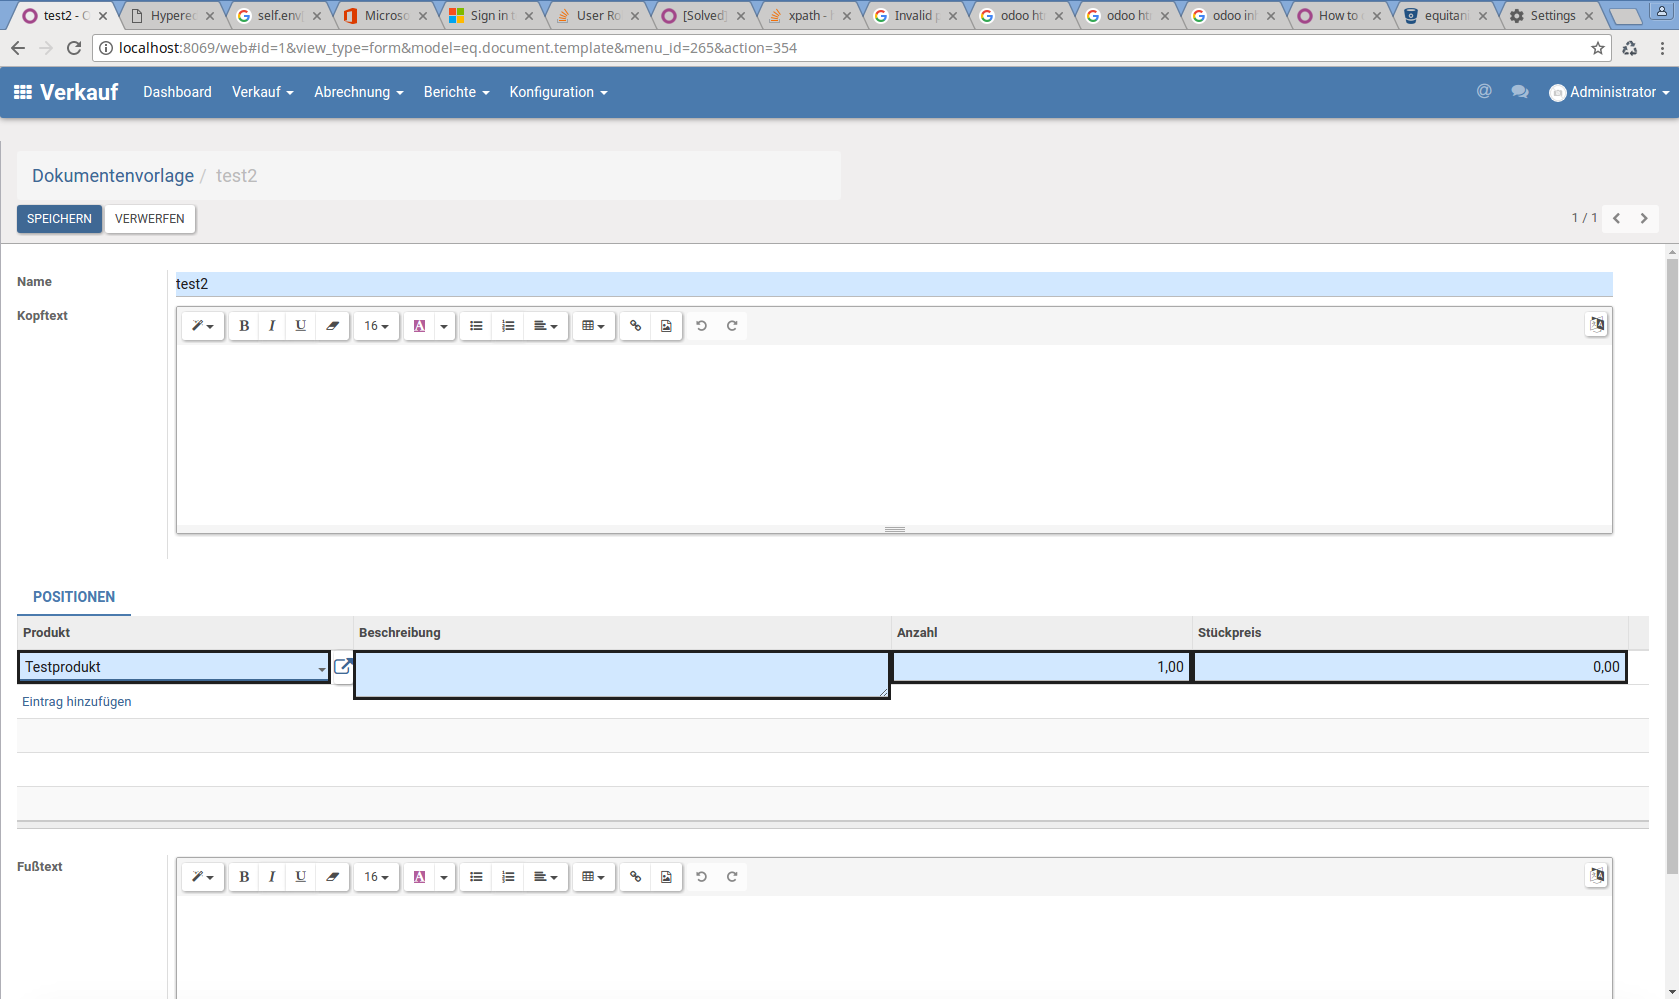 test2 - O
Hyperec
self.env
Microso
Sign in t
User Ro
[Solved]
xpath - h
Invalid p
odoo ht
odoo ht
odoo inl
How to
equitan
Settings
localhost:8069/web#id=1&view_type=form&model=eq.document.template&menu_id=265&action=354
Verkauf Dashboard Verkauf Abrechnung Berichte Konfiguration @ Administrator
Dokumentenvorlage / test2
SPEICHERN VERWERFEN 1 / 1
Name test2
Kopftext
B I U 16 A
POSITIONEN
Produkt Beschreibung Anzahl Stückpreis
Testprodukt 1,00 0,00
Eintrag hinzufügen
Fußtext
B I U 16 A